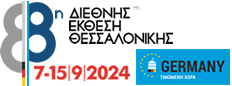 88η ΔΙΕΘΝΗΣ
ΕΚΘΕΣΗ
ΘΕΣΣΑΛΟΝΙΚΗΣ
7-15|9|2024
GERMANY
ΤΙΜΩΜΕΝΗ ΧΩΡΑ